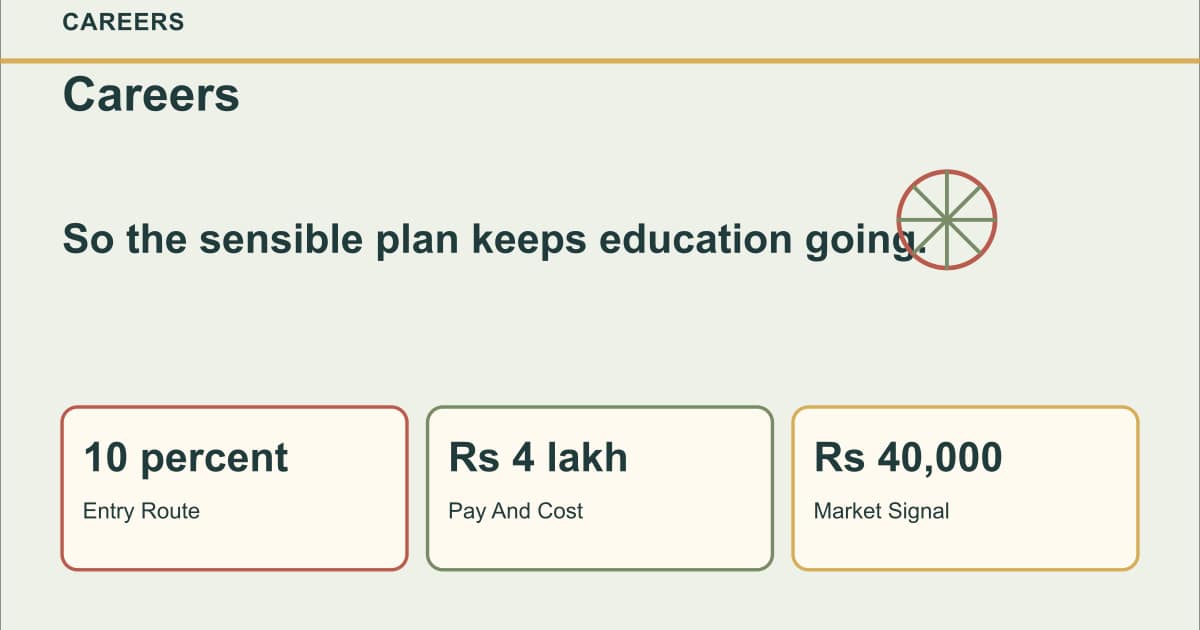 CAREERS
Careers
So the sensible plan keeps education going.
10 percent
Entry Route
Rs 4 lakh
Pay And Cost
Rs 40,000
Market Signal